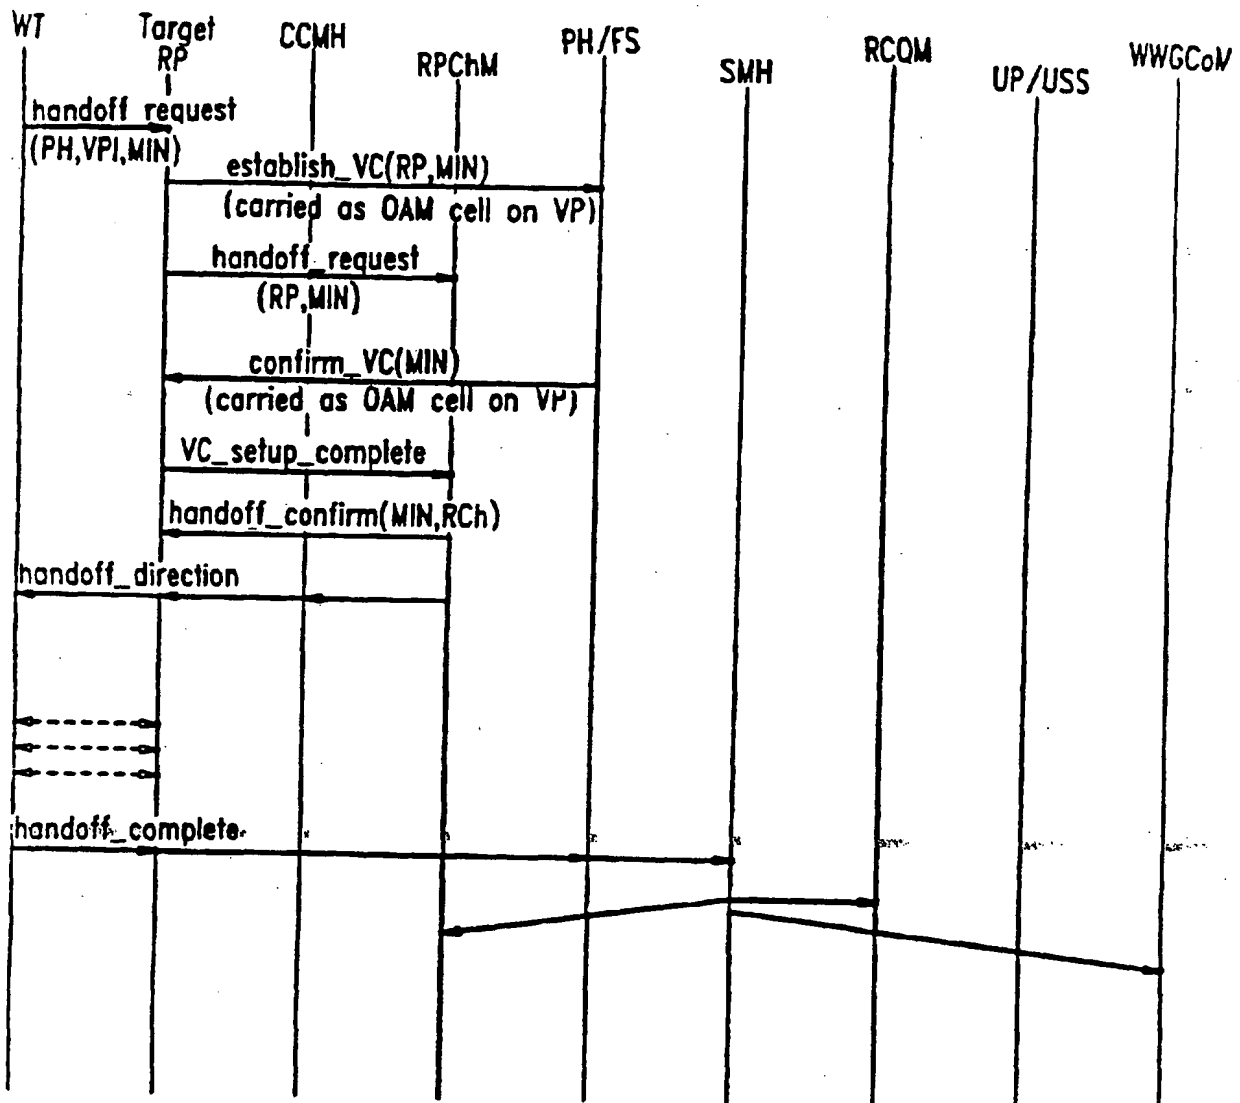 WT
Target
RP
CCMH
RPChM
PH/FS
SMH
RCQM
UP/USS
WWGCoM
handoff_request
(PH,VPI,MIN)
establish_VC(RP,MIN)
(carried as OAM cell on VP)
handoff_request
(RP,MIN)
confirm_VC(MIN)
(carried as OAM cell on VP)
VC_setup_complete
handoff_confirm(MIN,RCh)
handoff_direction
handoff_complete